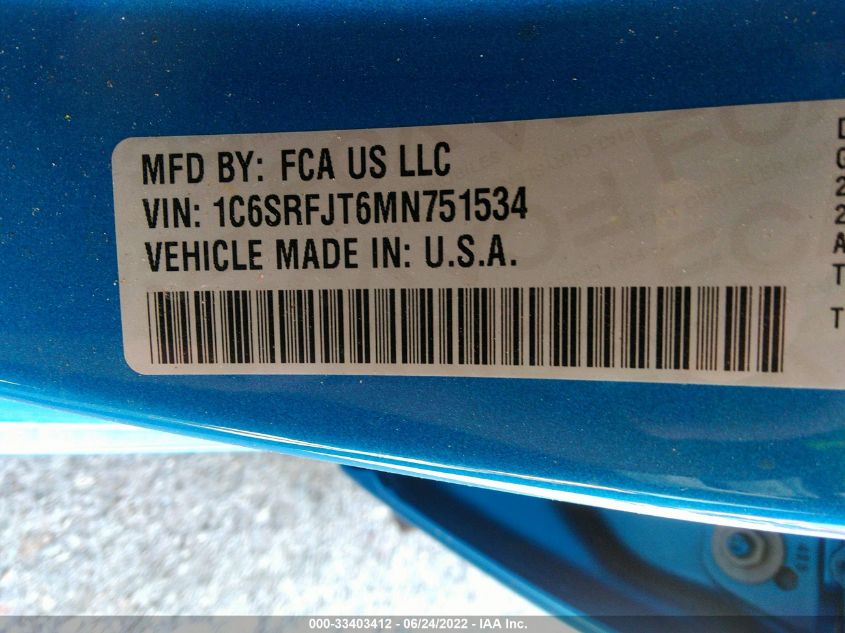 MFD BY: FCA US LLC
VIN: 1C6SRFJT6MN751534
VEHICLE MADE IN: U.S.A.
000-33403412 - 06/24/2022 - IAA Inc.